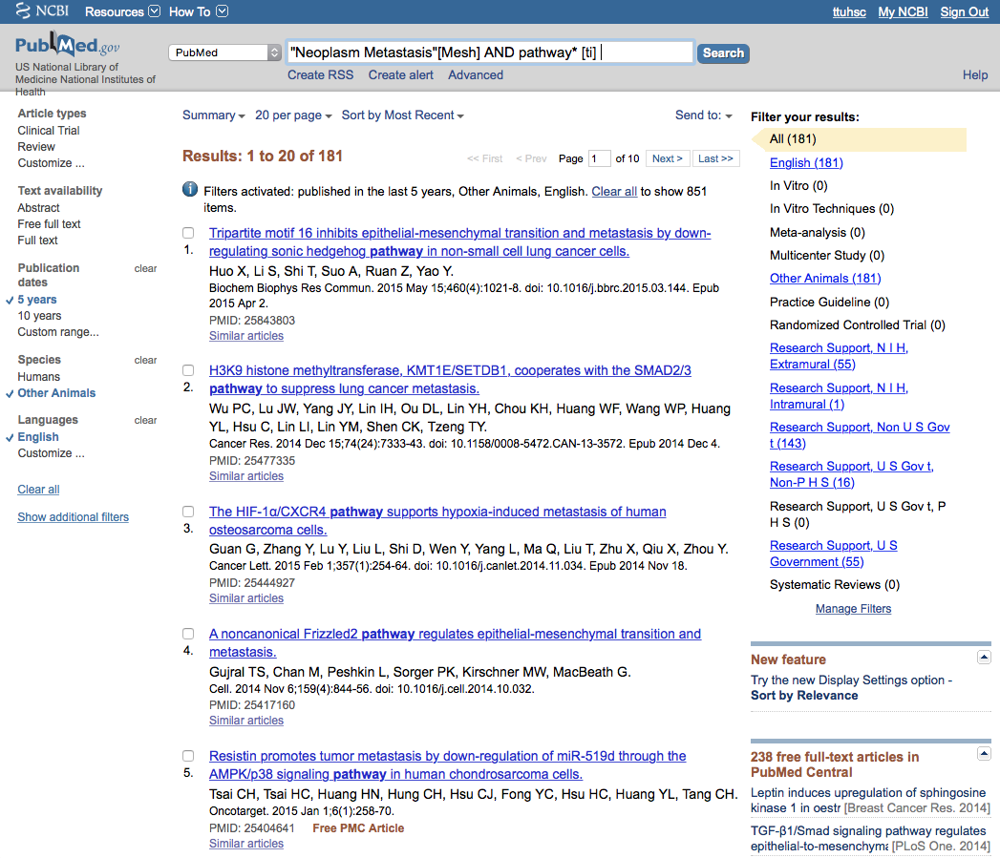 NCBI Resources How To ttuhsc My NCBI Sign Out
PubMed.gov
US National Library of
Medicine National Institutes of
Health
PubMed
"Neoplasm Metastasis"[Mesh] AND pathway* [ti]
Search
Create RSS Create alert Advanced
Help
Article types
Clinical Trial
Review
Customize ...
Text availability
Abstract
Free full text
Full text
Publication
dates
clear
5 years
10 years
Custom range...
Species clear
Humans
Other Animals
Languages clear
English
Customize ...
Clear all
Show additional filters
Summary 20 per page Sort by Most Recent Send to:
Results: 1 to 20 of 181
<< First < Prev Page 1 of 10 Next > Last >>
Filters activated: published in the last 5 years, Other Animals, English. Clear all to show 851
items.
1.
Tripartite motif 16 inhibits epithelial-mesenchymal transition and metastasis by down-
regulating sonic hedgehog pathway in non-small cell lung cancer cells.
Huo X, Li S, Shi T, Suo A, Ruan Z, Yao Y.
Biochem Biophys Res Commun. 2015 May 15;460(4):1021-8. doi: 10.1016/j.bbrc.2015.03.144. Epub
2015 Apr 2.
PMID: 25843803
Similar articles
2.
H3K9 histone methyltransferase, KMT1E/SETDB1, cooperates with the SMAD2/3
pathway to suppress lung cancer metastasis.
Wu PC, Lu JW, Yang JY, Lin IH, Ou DL, Lin YH, Chou KH, Huang WF, Wang WP, Huang
YL, Hsu C, Lin LI, Lin YM, Shen CK, Tzeng TY.
Cancer Res. 2014 Dec 15;74(24):7333-43. doi: 10.1158/0008-5472.CAN-13-3572. Epub 2014 Dec 4.
PMID: 25477335
Similar articles
3.
The HIF-1α/CXCR4 pathway supports hypoxia-induced metastasis of human
osteosarcoma cells.
Guan G, Zhang Y, Lu Y, Liu L, Shi D, Wen Y, Yang L, Ma Q, Liu T, Zhu X, Qiu X, Zhou Y.
Cancer Lett. 2015 Feb 1;357(1):254-64. doi: 10.1016/j.canlet.2014.11.034. Epub 2014 Nov 18.
PMID: 25444927
Similar articles
4.
A noncanonical Frizzled2 pathway regulates epithelial-mesenchymal transition and
metastasis.
Gujral TS, Chan M, Peshkin L, Sorger PK, Kirschner MW, MacBeath G.
Cell. 2014 Nov 6;159(4):844-56. doi: 10.1016/j.cell.2014.10.032.
PMID: 25417160
Similar articles
5.
Resistin promotes tumor metastasis by down-regulation of miR-519d through the
AMPK/p38 signaling pathway in human chondrosarcoma cells.
Tsai CH, Tsai HC, Huang HN, Hung CH, Hsu CJ, Fong YC, Hsu HC, Huang YL, Tang CH.
Oncotarget. 2015 Jan 1;6(1):258-70.
PMID: 25404641 Free PMC Article
Similar articles
Filter your results:
All (181)
English (181)
In Vitro (0)
In Vitro Techniques (0)
Meta-analysis (0)
Multicenter Study (0)
Other Animals (181)
Practice Guideline (0)
Randomized Controlled Trial (0)
Research Support, N I H,
Extramural (55)
Research Support, N I H,
Intramural (1)
Research Support, Non U S Gov
t (143)
Research Support, U S Gov t,
Non-P H S (16)
Research Support, U S Gov t, P
H S (0)
Research Support, U S
Government (55)
Systematic Reviews (0)
Manage Filters
New feature
Try the new Display Settings option -
Sort by Relevance
238 free full-text articles in
PubMed Central
Leptin induces upregulation of sphingosine
kinase 1 in oestr [Breast Cancer Res. 2014]
TGF-β1/Smad signaling pathway regulates
epithelial-to-mesenchyma [PLoS One. 2014]